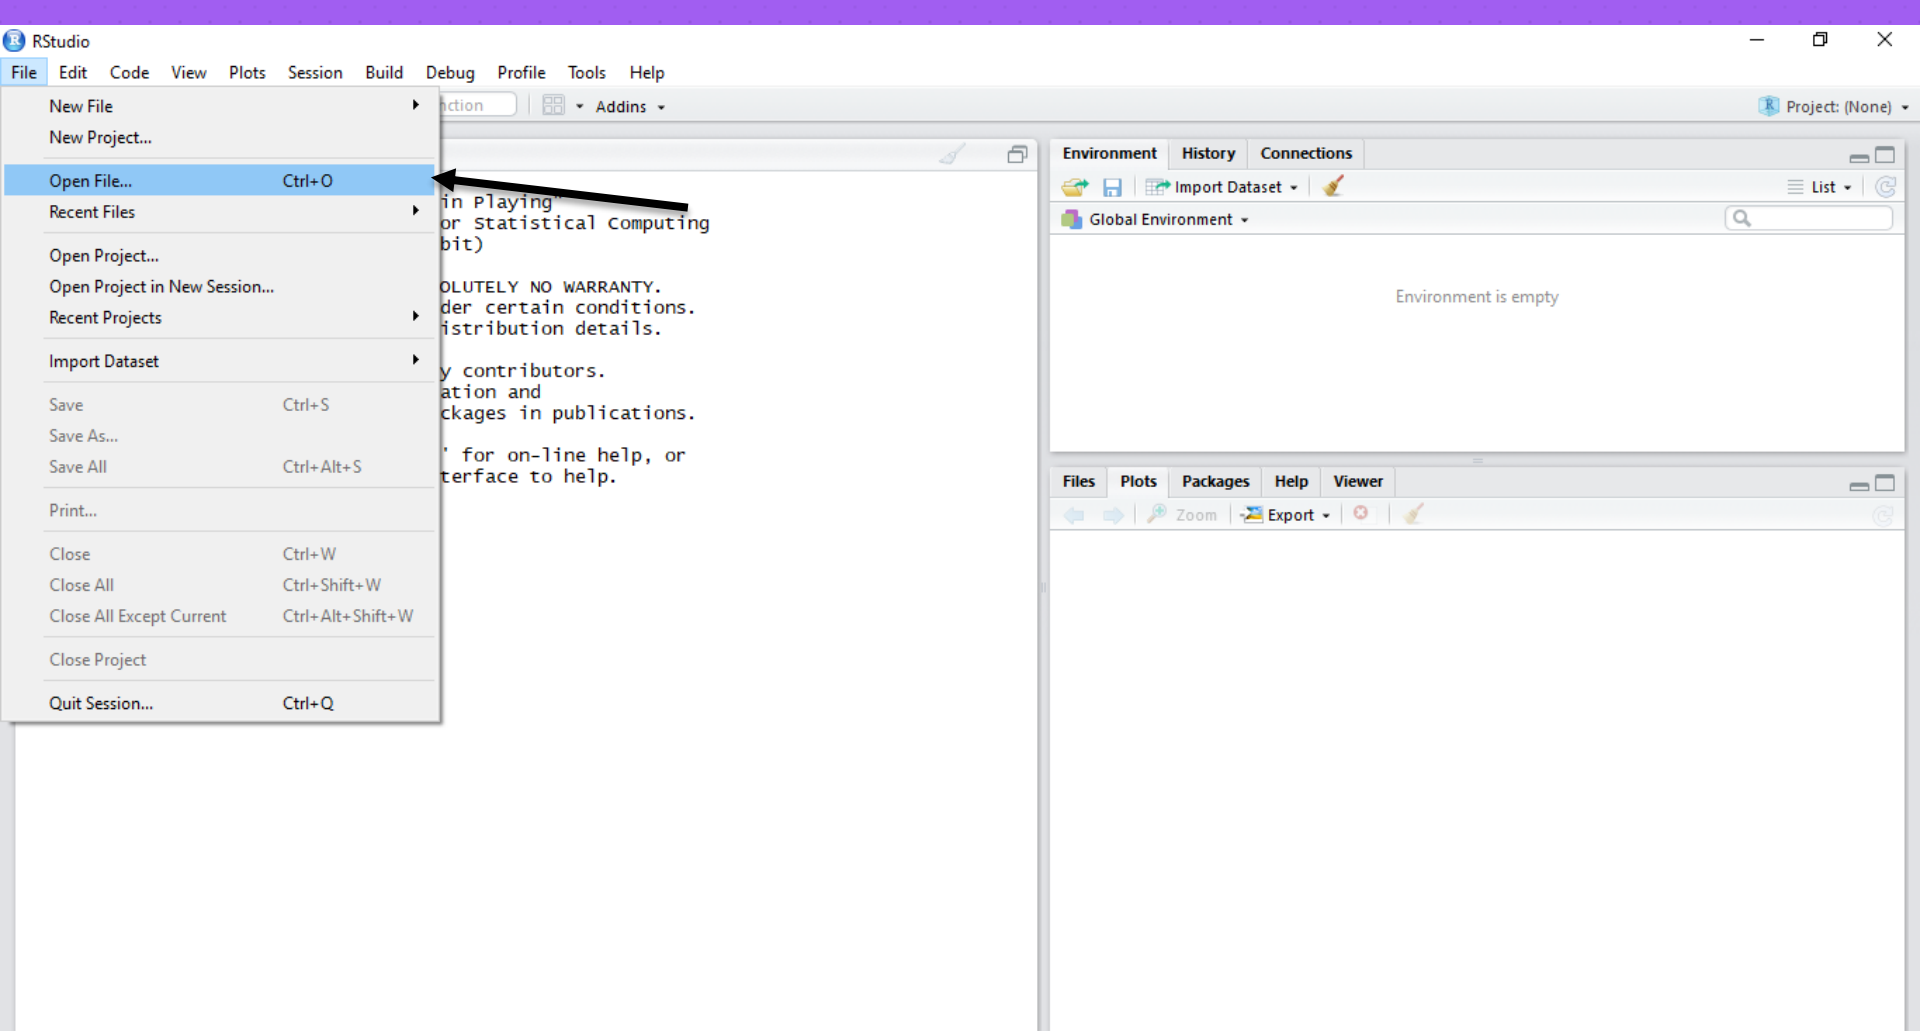 RStudio
File Edit Code View Plots Session Build Debug Profile Tools Help
New File
New Project...
Open File... Ctrl+O
Recent Files
Open Project...
Open Project in New Session...
Recent Projects
Import Dataset
Save Ctrl+S
Save As...
Save All Ctrl+Alt+S
Print...
Close Ctrl+W
Close All Ctrl+Shift+W
Close All Except Current Ctrl+Alt+Shift+W
Close Project
Quit Session... Ctrl+Q
nction Addins Project: (None)
in Playing"
or Statistical Computing
bit)
OLUTELY NO WARRANTY.
der certain conditions.
istribution details.
y contributors.
ation and
ckages in publications.
' for on-line help, or
terface to help.
Environment History Connections
Import Dataset List
Global Environment
Environment is empty
Files Plots Packages Help Viewer
Zoom Export